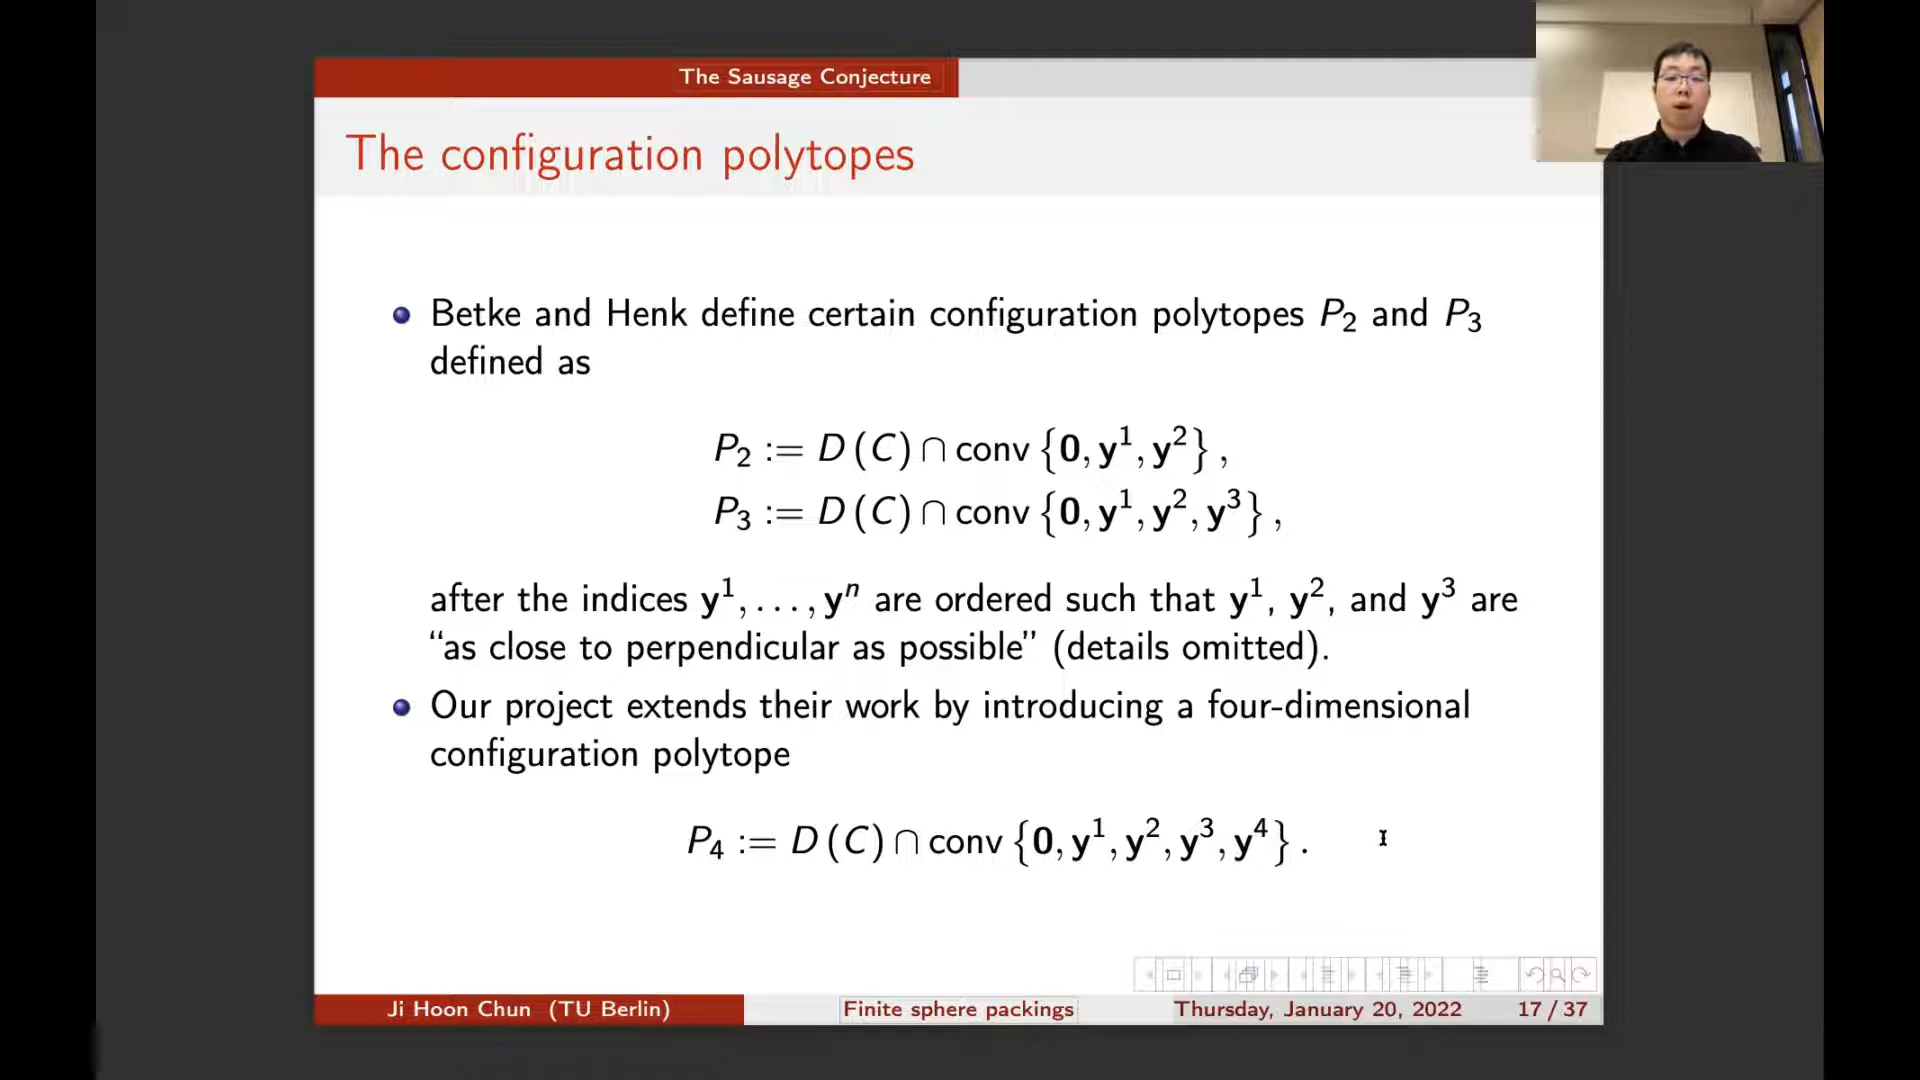 The Sausage Conjecture
The configuration polytopes
Betke and Henk define certain configuration polytopes P₂ and P₃
defined as
P₂ := D (C) ∩ conv {0, y¹, y²} ,
P₃ := D (C) ∩ conv {0, y¹, y², y³} ,
after the indices y¹, . . . , yⁿ are ordered such that y¹, y², and y³ are
“as close to perpendicular as possible” (details omitted).
Our project extends their work by introducing a four-dimensional
configuration polytope
P₄ := D (C) ∩ conv {0, y¹, y², y³, y⁴} .
Ji Hoon Chun (TU Berlin) Finite sphere packings Thursday, January 20, 2022 17 / 37